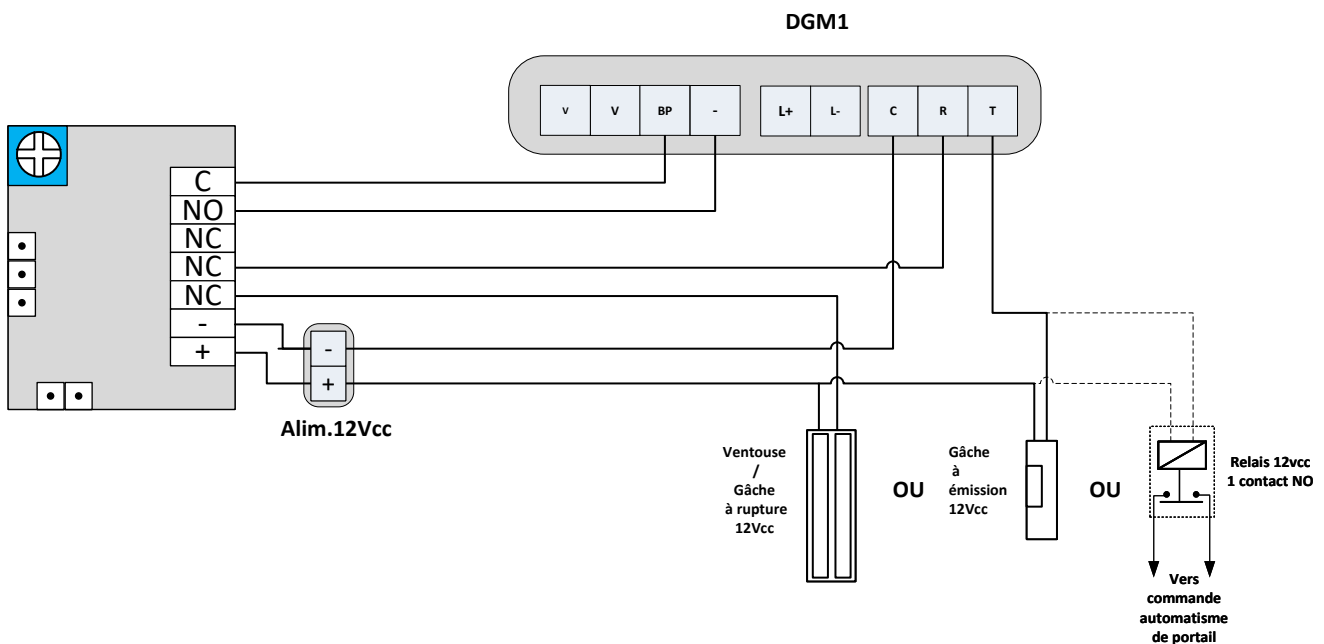 DGM1
v V BP - L+ L- C R T
C
NO
NC
NC
NC
-
+
-
+
Alim.12Vcc
Ventouse
/
Gâche
à rupture
12Vcc
OU
Gâche
à
émission
12Vcc
OU
Relais 12vcc
1 contact NO
Vers
commande
automatisme
de portail